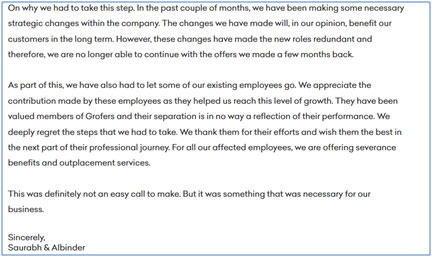 On why we had to take this step. In the past couple of months, we have been making some necessary
strategic changes within the company. The changes we have made will, in our opinion, benefit our
customers in the long term. However, these changes have made the new roles redundant and
therefore, we are no longer able to continue with the offers we made a few months back.
As part of this, we have also had to let some of our existing employees go. We appreciate the
contribution made by these employees as they helped us reach this level of growth. They have been
valued members of Grofers and their separation is in no way a reflection of their performance. We
deeply regret the steps that we had to take. We thank them for their efforts and wish them the best in
the next part of their professional journey. For all our affected employees, we are offering severance
benefits and outplacement services.
This was definitely not an easy call to make. But it was something that was necessary for our
business.
Sincerely,
Saurabh & Albinder